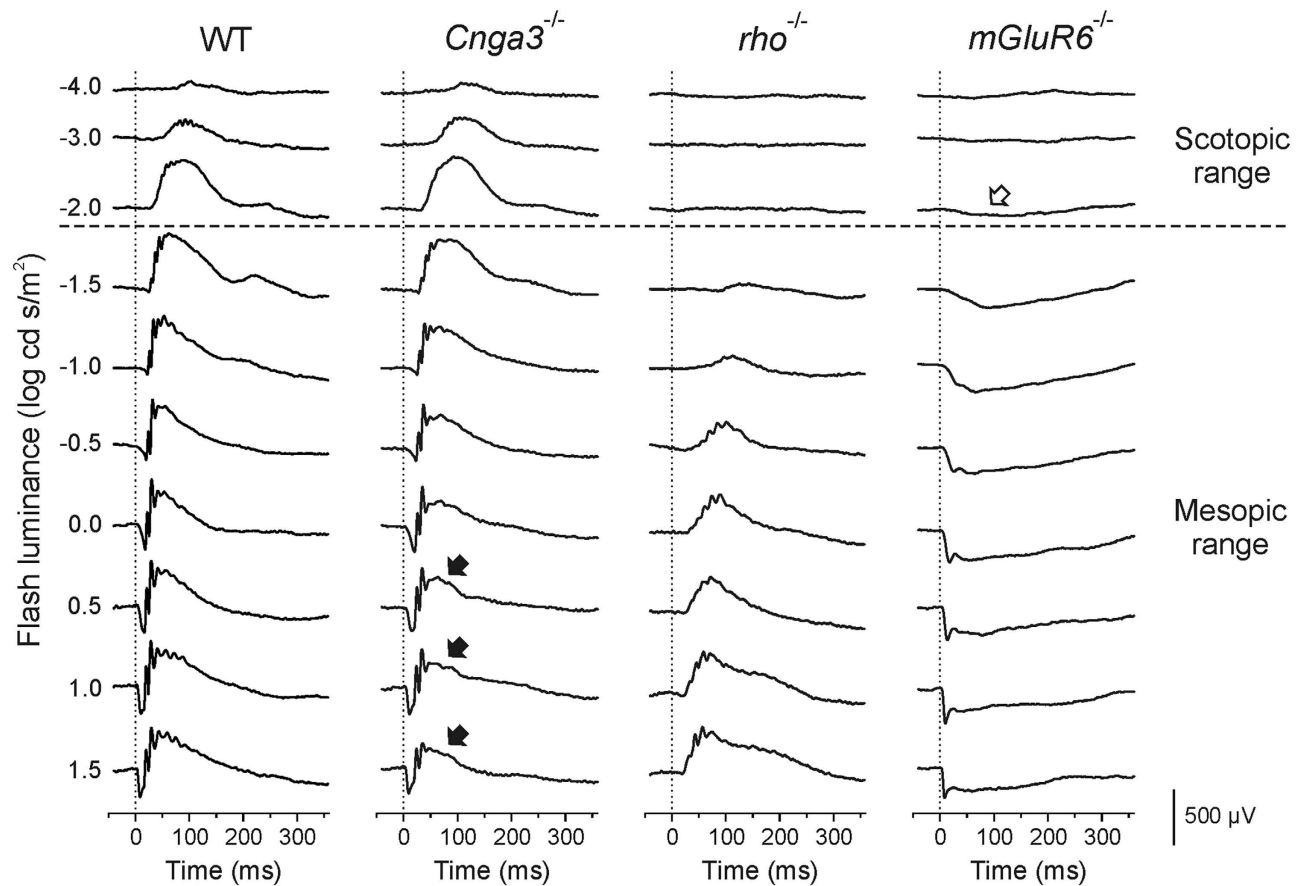 WT Cnga3-/- rho-/- mGluR6-/-
-4.0
-3.0
Scotopic
range
-2.0
Flash luminance (log cd s/m²)
-1.5
-1.0
-0.5
0.0
Mesopic
range
0.5
1.0
1.5
500 µV
0 100 200 300 0 100 200 300 0 100 200 300 0 100 200 300
Time (ms) Time (ms) Time (ms) Time (ms)